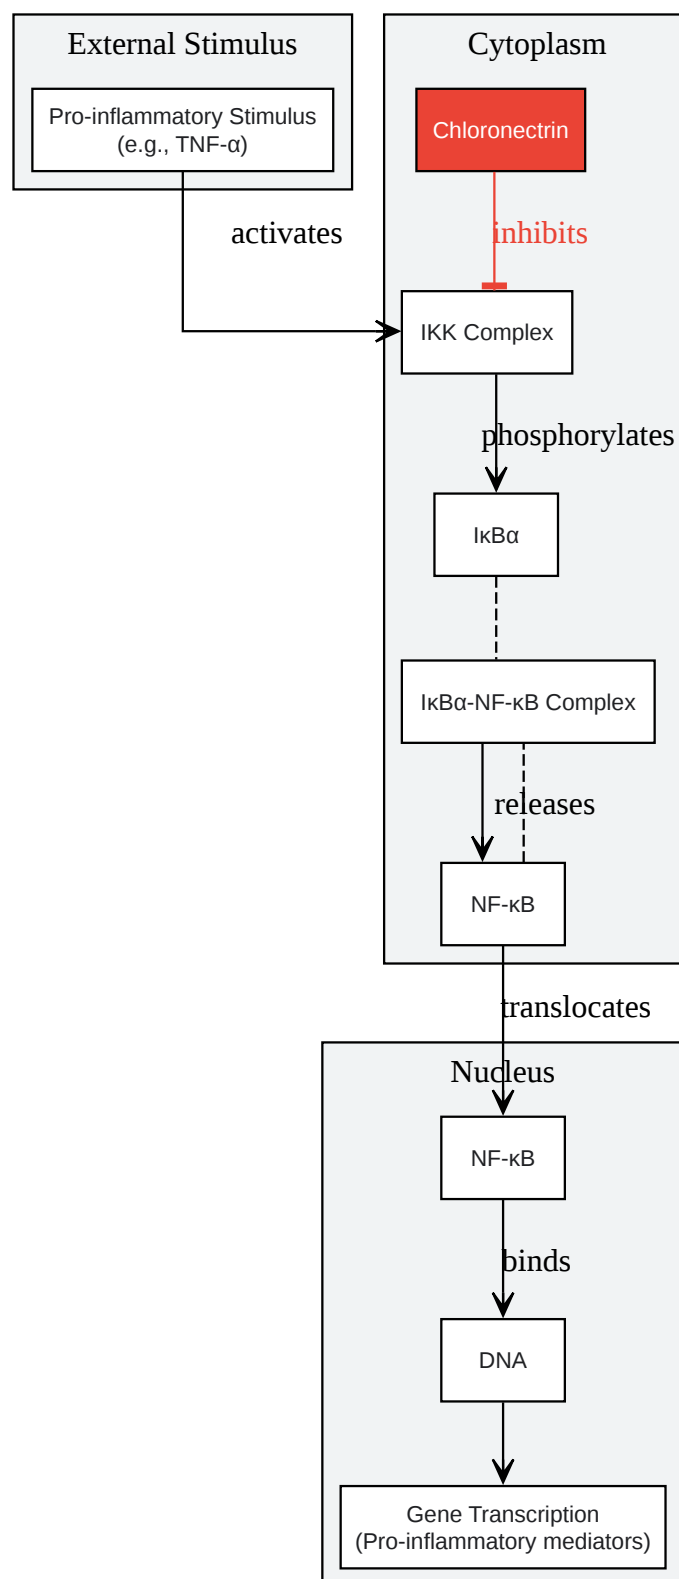 External Stimulus
Pro-inflammatory Stimulus
(e.g., TNF-α)
activates
Cytoplasm
Chloronectrin
inhibits
IKK Complex
phosphorylates
IκBα
IκBα-NF-κB Complex
releases
NF-κB
translocates
Nucleus
NF-κB
binds
DNA
Gene Transcription
(Pro-inflammatory mediators)